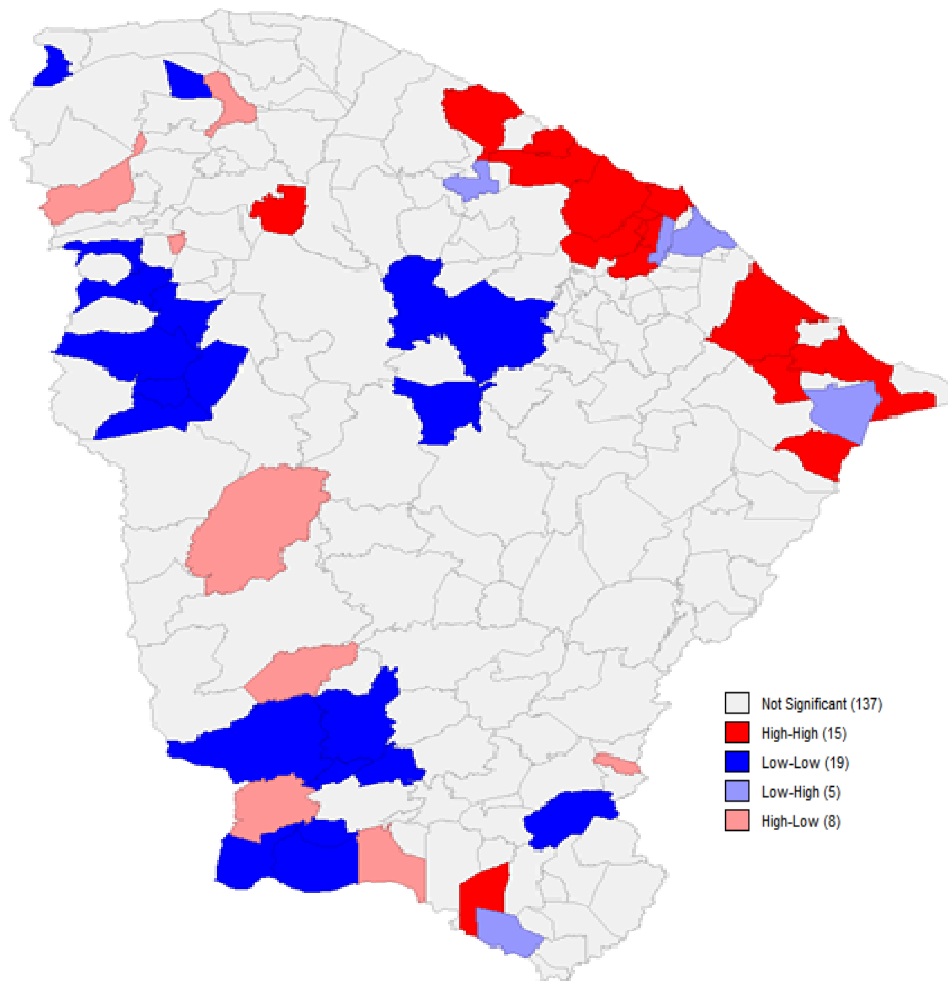 Not Significant (137)
High-High (15)
Low-Low (19)
Low-High (5)
High-Low (8)